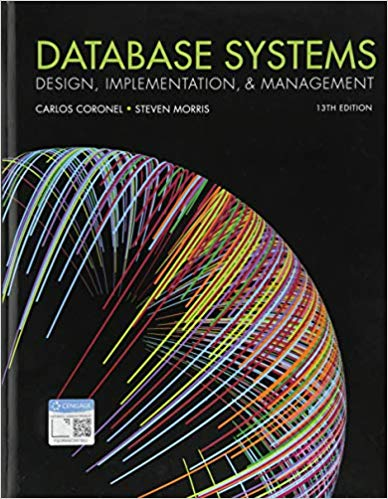 DATABASE SYSTEMS
DESIGN, IMPLEMENTATION, & MANAGEMENT
CARLOS CORONEL • STEVEN MORRIS
13TH EDITION
CENGAGE